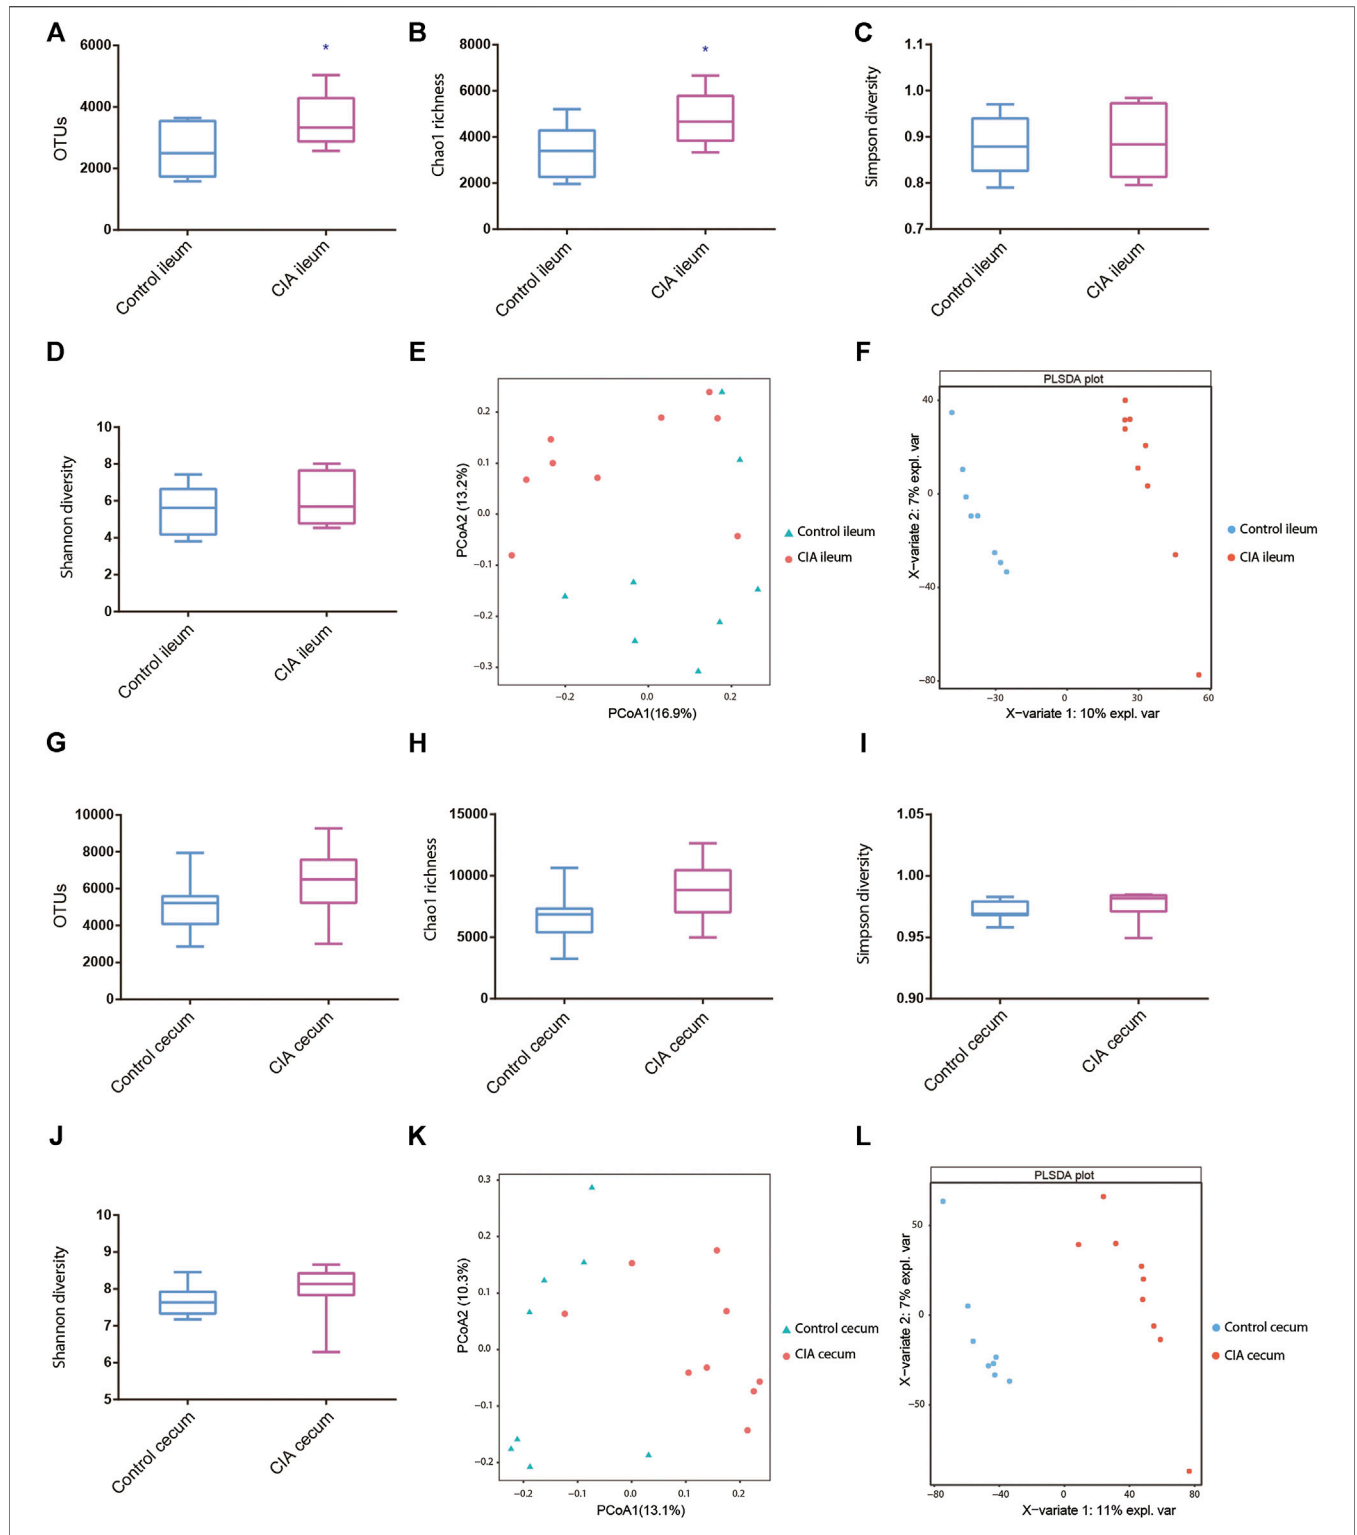 A
B
C
6000
4000
2000
0
OTUs
*
Control ileum
CIA ileum
8000
6000
4000
2000
0
Chao1 richness
*
Control ileum
CIA ileum
1.1
1.0
0.9
0.8
0.7
Simpson diversity
Control ileum
CIA ileum
D
E
F
10
8
6
4
2
0
Shannon diversity
Control ileum
CIA ileum
0.2
0.1
0.0
−0.1
−0.2
−0.3
PCoA2 (13.2%)
−0.2
0.0
0.2
PCoA1(16.9%)
Control ileum
CIA ileum
PLSDA plot
40
0
−40
−80
X−variate 2: 7% expl. var
−30
0
30
60
X−variate 1: 10% expl. var
Control ileum
CIA ileum
G
H
I
10000
8000
6000
4000
2000
0
OTUs
Control cecum
CIA cecum
15000
10000
5000
0
Chao1 richness
Control cecum
CIA cecum
1.05
1.00
0.95
0.90
Simpson diversity
Control cecum
CIA cecum
J
K
L
10
9
8
7
6
5
Shannon diversity
Control cecum
CIA cecum
0.3
0.2
0.1
0.0
−0.1
−0.2
PCoA2 (10.3%)
−0.2
−0.1
0.0
0.1
0.2
PCoA1(13.1%)
Control cecum
CIA cecum
PLSDA plot
50
0
−50
X−variate 2: 7% expl. var
−80
−40
0
40
80
X−variate 1: 11% expl. var
Control cecum
CIA cecum